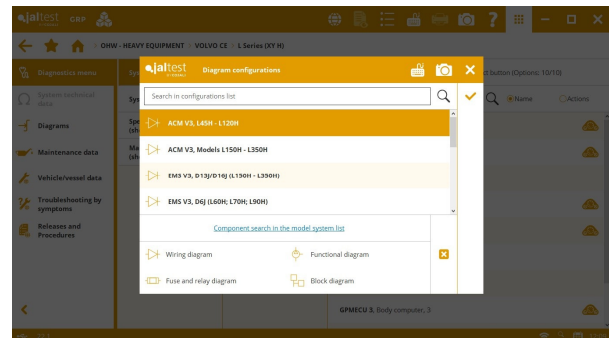 jaltest GRP
OHW - HEAVY EQUIPMENT VOLVO CE L Series (XY H)
Diagnostics menu
System technical data
Diagrams
Maintenance data
Vehicle/vessel data
Troubleshooting by symptoms
Releases and Procedures
jaltest Diagram configurations
ct button (Options: 10/10)
Search in configurations list
Name Actions
ACM V3, L45H - L120H
ACM V3, Models L150H - L350H
EMS V3, D13J/D16J (L150H - L350H)
EMS V3, D6J (L60H; L70H; L90H)
Component search in the model system list
Wiring diagram Functional diagram
Fuse and relay diagram Block diagram
GPMECU 3, Body computer, 3